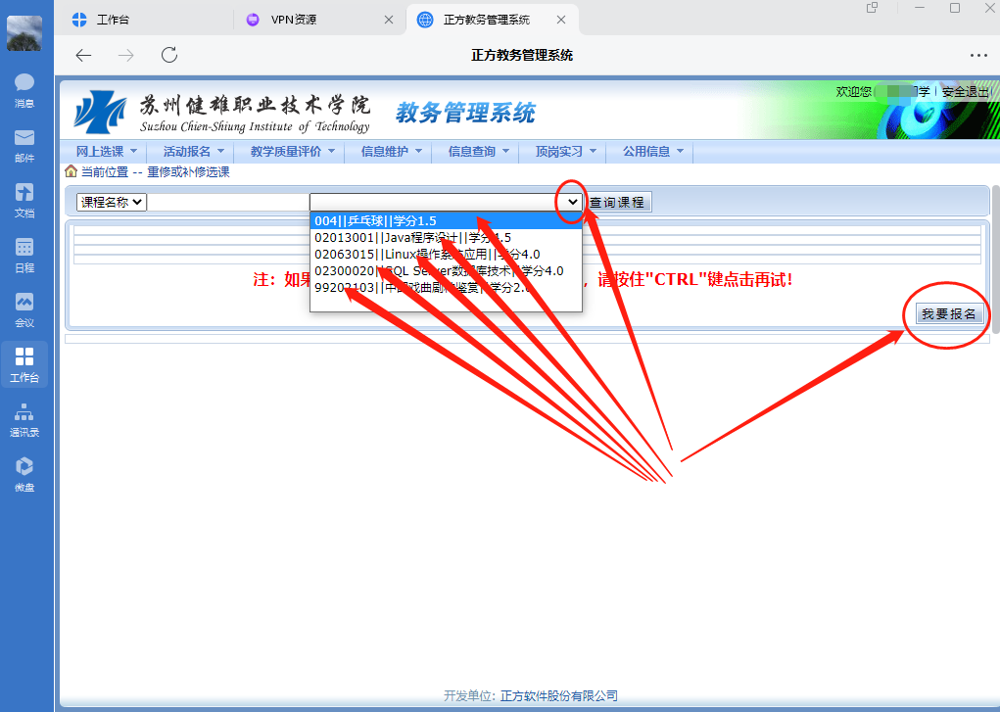 工作台
VPN资源
正方教务管理系统
正方教务管理系统
消息
邮件
文档
日程
会议
工作台
通讯录
微盘
苏州健雄职业技术学院
Suzhou Chien-Shiung Institute of Technology
教务管理系统
欢迎您: 同学 | 安全退出
网上选课 活动报名 教学质量评价 信息维护 信息查询 顶岗实习 公用信息
当前位置 -- 重修或补修选课
课程名称 查询课程
004||乒乓球||学分1.5
02013001||Java程序设计||学分4.5
02063015||Linux操作系统应用||学分4.0
02300020||SQL Server数据库技术||学分4.0
99202103||中国戏曲剧种鉴赏||学分2.0
注：如果 ，请按住"CTRL"键点击再试！
我要报名
开发单位：正方软件股份有限公司